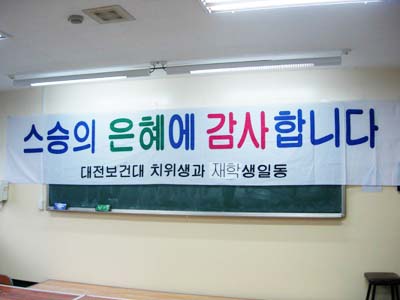 스승의 은혜에 감사합니다
대전보건대 치위생과 재학생일동